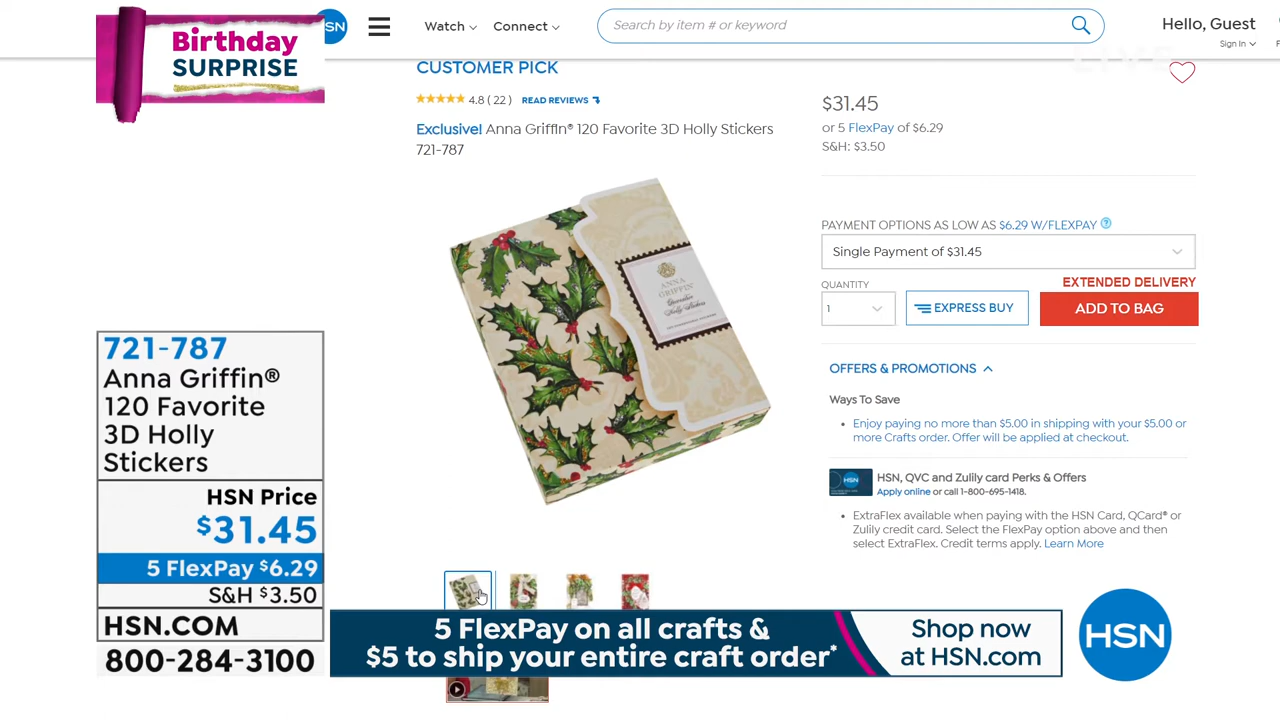 Birthday
SURPRISE
SN
Watch
Connect
Search by item # or keyword
Hello, Guest
Sign In
LIVE
CUSTOMER PICK
4.8 ( 22 )
READ REVIEWS
Exclusive! Anna Griffin® 120 Favorite 3D Holly Stickers
721-787
$31.45
or 5 FlexPay of $6.29
S&H: $3.50
PAYMENT OPTIONS AS LOW AS $6.29 W/FLEXPAY ?
Single Payment of $31.45
EXTENDED DELIVERY
QUANTITY
1
EXPRESS BUY
ADD TO BAG
OFFERS & PROMOTIONS
Ways To Save
• Enjoy paying no more than $5.00 in shipping with your $5.00 or
more Crafts order. Offer will be applied at checkout.
HSN
HSN, QVC and Zulily card Perks & Offers
Apply online or call 1-800-695-1418.
• ExtraFlex available when paying with the HSN Card, QCard® or
Zulily credit card. Select the FlexPay option above and then
select ExtraFlex. Credit terms apply. Learn More
ANNA
GRIFFIN
Holly Stickers
721-787
Anna Griffin®
120 Favorite
3D Holly
Stickers
HSN Price
$31.45
5 FlexPay $6.29
S&H $3.50
HSN.COM
800-284-3100
5 FlexPay on all crafts &
$5 to ship your entire craft order*
Shop now
at HSN.com
HSN